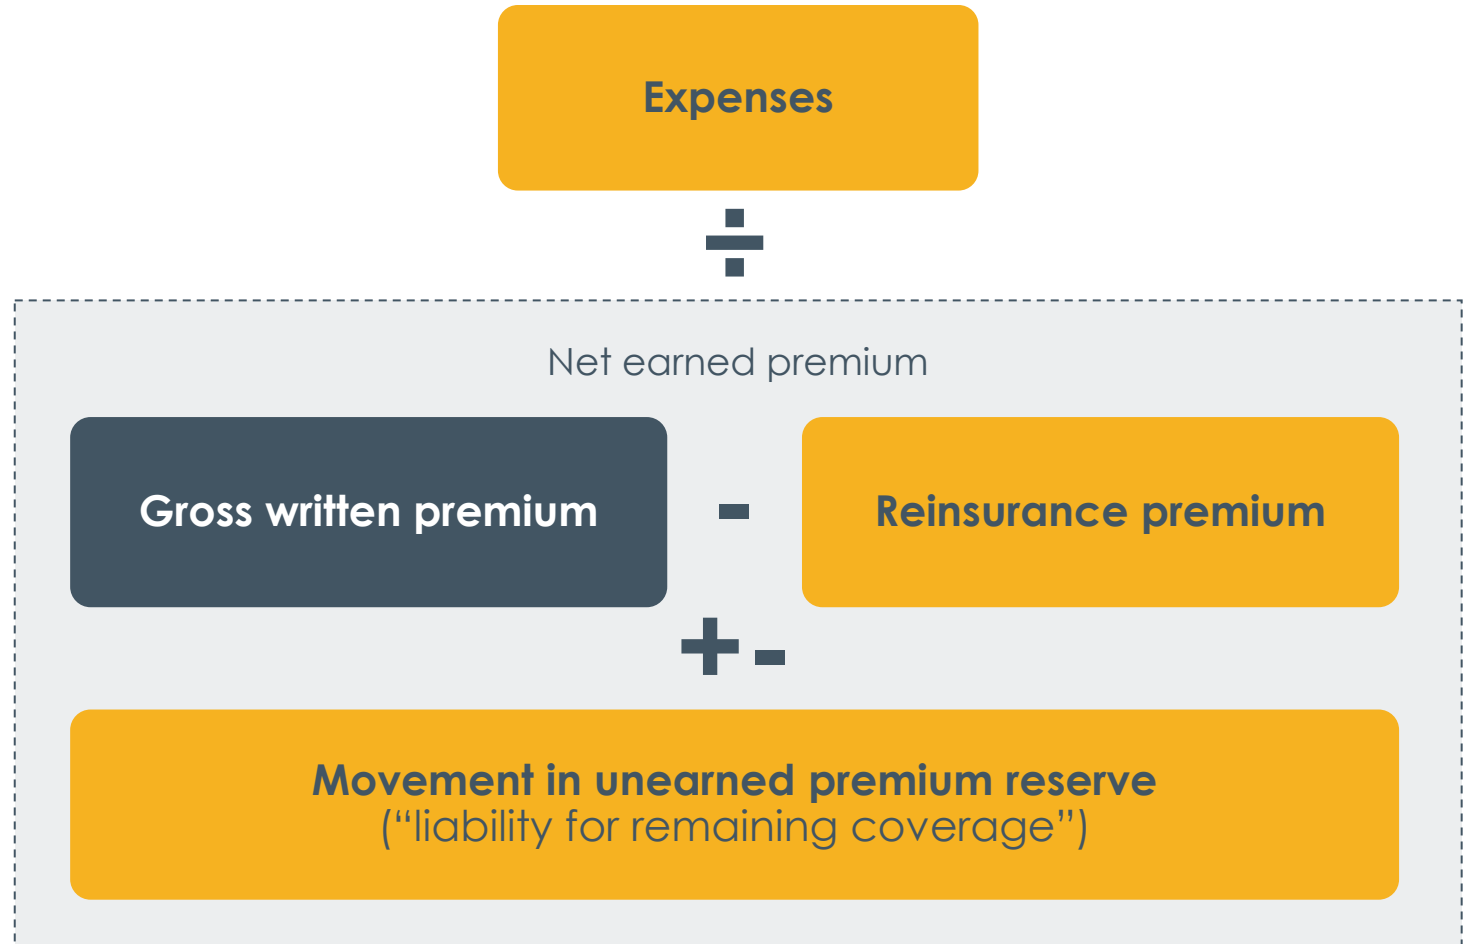 Expenses
÷
Net earned premium
Gross written premium
-
Reinsurance premium
+-
Movement in unearned premium reserve
(“liability for remaining coverage”)